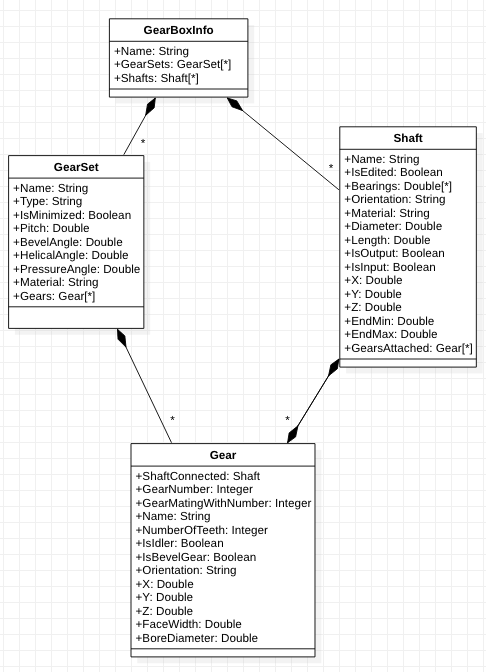 GearBoxInfo
+Name: String
+GearSets: GearSet[*]
+Shafts: Shaft[*]
*
*
GearSet
+Name: String
+Type: String
+IsMinimized: Boolean
+Pitch: Double
+BevelAngle: Double
+HelicalAngle: Double
+PressureAngle: Double
+Material: String
+Gears: Gear[*]
Shaft
+Name: String
+IsEdited: Boolean
+Bearings: Double[*]
+Orientation: String
+Material: String
+Diameter: Double
+Length: Double
+IsOutput: Boolean
+IsInput: Boolean
+X: Double
+Y: Double
+Z: Double
+EndMin: Double
+EndMax: Double
+GearsAttached: Gear[*]
*
*
Gear
+ShaftConnected: Shaft
+GearNumber: Integer
+GearMatingWithNumber: Integer
+Name: String
+NumberOfTeeth: Integer
+IsIdler: Boolean
+IsBevelGear: Boolean
+Orientation: String
+X: Double
+Y: Double
+Z: Double
+FaceWidth: Double
+BoreDiameter: Double